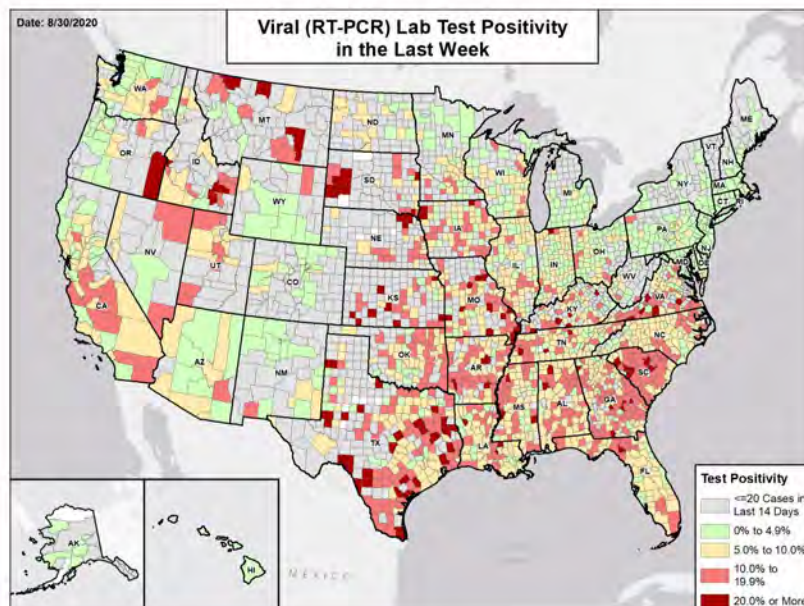 Date: 8/30/2020
Viral (RT-PCR) Lab Test Positivity
in the Last Week
WA
MT
ND
MN
ME
OR
ID
SD
WI
VT
NH
NY
MA
CT
RI
WY
MI
NE
IA
PA
NJ
NV
UT
CO
IL
IN
OH
MD
DE
WV
VA
CA
KS
MO
KY
AZ
NM
OK
AR
TN
NC
SC
MS
AL
GA
TX
LA
FL
AK
HI
MEXICO
Test Positivity
<=20 Cases in
Last 14 Days
0% to 4.9%
5.0% to 10.0%
10.0% to
19.9%
20.0% or More